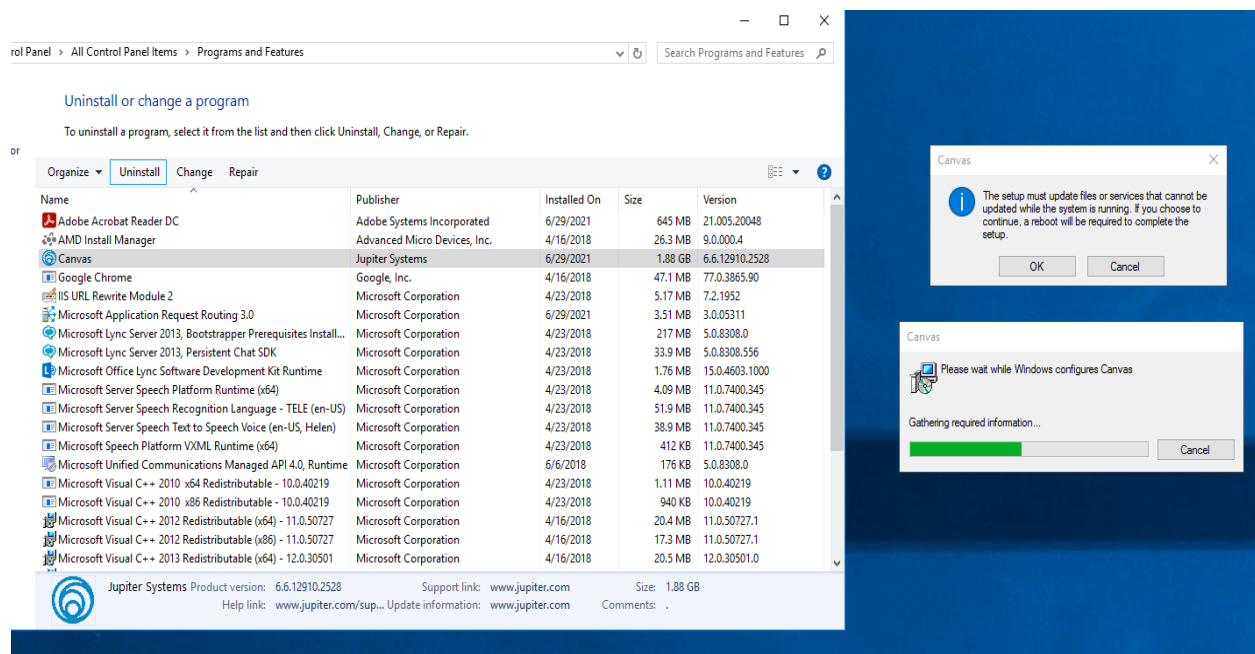 rol Panel > All Control Panel Items > Programs and Features
Search Programs and Features
Uninstall or change a program
To uninstall a program, select it from the list and then click Uninstall, Change, or Repair.
or
Organize Uninstall Change Repair
Name Publisher Installed On Size Version
Adobe Acrobat Reader DC Adobe Systems Incorporated 6/29/2021 645 MB 21.005.20048
AMD Install Manager Advanced Micro Devices, Inc. 4/16/2018 26.3 MB 9.0.000.4
Canvas Jupiter Systems 6/29/2021 1.88 GB 6.6.12910.2528
Google Chrome Google, Inc. 4/16/2018 47.1 MB 77.0.3865.90
IIS URL Rewrite Module 2 Microsoft Corporation 4/23/2018 5.17 MB 7.2.1952
Microsoft Application Request Routing 3.0 Microsoft Corporation 6/29/2021 3.51 MB 3.0.05311
Microsoft Lync Server 2013, Bootstrapper Prerequisites Install... Microsoft Corporation 4/23/2018 217 MB 5.0.8308.0
Microsoft Lync Server 2013, Persistent Chat SDK Microsoft Corporation 4/23/2018 33.9 MB 5.0.8308.556
Microsoft Office Lync Software Development Kit Runtime Microsoft Corporation 4/23/2018 1.76 MB 15.0.4603.1000
Microsoft Server Speech Platform Runtime (x64) Microsoft Corporation 4/23/2018 4.09 MB 11.0.7400.345
Microsoft Server Speech Recognition Language - TELE (en-US) Microsoft Corporation 4/23/2018 51.9 MB 11.0.7400.345
Microsoft Server Speech Text to Speech Voice (en-US, Helen) Microsoft Corporation 4/23/2018 38.9 MB 11.0.7400.345
Microsoft Speech Platform VXML Runtime (x64) Microsoft Corporation 4/23/2018 412 KB 11.0.7400.345
Microsoft Unified Communications Managed API 4.0, Runtime Microsoft Corporation 6/6/2018 176 KB 5.0.8308.0
Microsoft Visual C++ 2010 x64 Redistributable - 10.0.40219 Microsoft Corporation 4/23/2018 1.11 MB 10.0.40219
Microsoft Visual C++ 2010 x86 Redistributable - 10.0.40219 Microsoft Corporation 4/23/2018 940 KB 10.0.40219
Microsoft Visual C++ 2012 Redistributable (x64) - 11.0.50727 Microsoft Corporation 4/16/2018 20.4 MB 11.0.50727.1
Microsoft Visual C++ 2012 Redistributable (x86) - 11.0.50727 Microsoft Corporation 4/16/2018 17.3 MB 11.0.50727.1
Microsoft Visual C++ 2013 Redistributable (x64) - 12.0.30501 Microsoft Corporation 4/16/2018 20.5 MB 12.0.30501.0
Jupiter Systems Product version: 6.6.12910.2528 Support link: www.jupiter.com Size: 1.88 GB
Help link: www.jupiter.com/sup... Update information: www.jupiter.com Comments: .
Canvas
The setup must update files or services that cannot be
updated while the system is running. If you choose to
continue, a reboot will be required to complete the
setup.
OK Cancel
Canvas
Please wait while Windows configures Canvas
Gathering required information...
Cancel